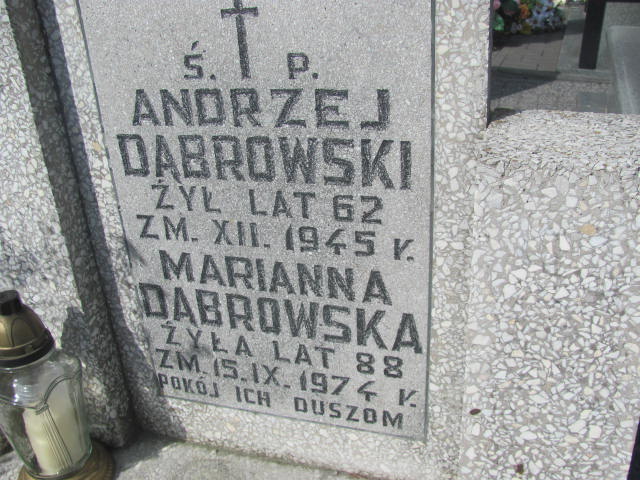 Ś. P.
ANDRZEJ
DĄBROWSKI
ŻYŁ LAT 62
ZM. XII. 1945 r.
MARIANNA
DĄBROWSKA
ŻYŁA LAT 88
ZM. 15. IX. 1974 r.
POKÓJ ICH DUSZOM